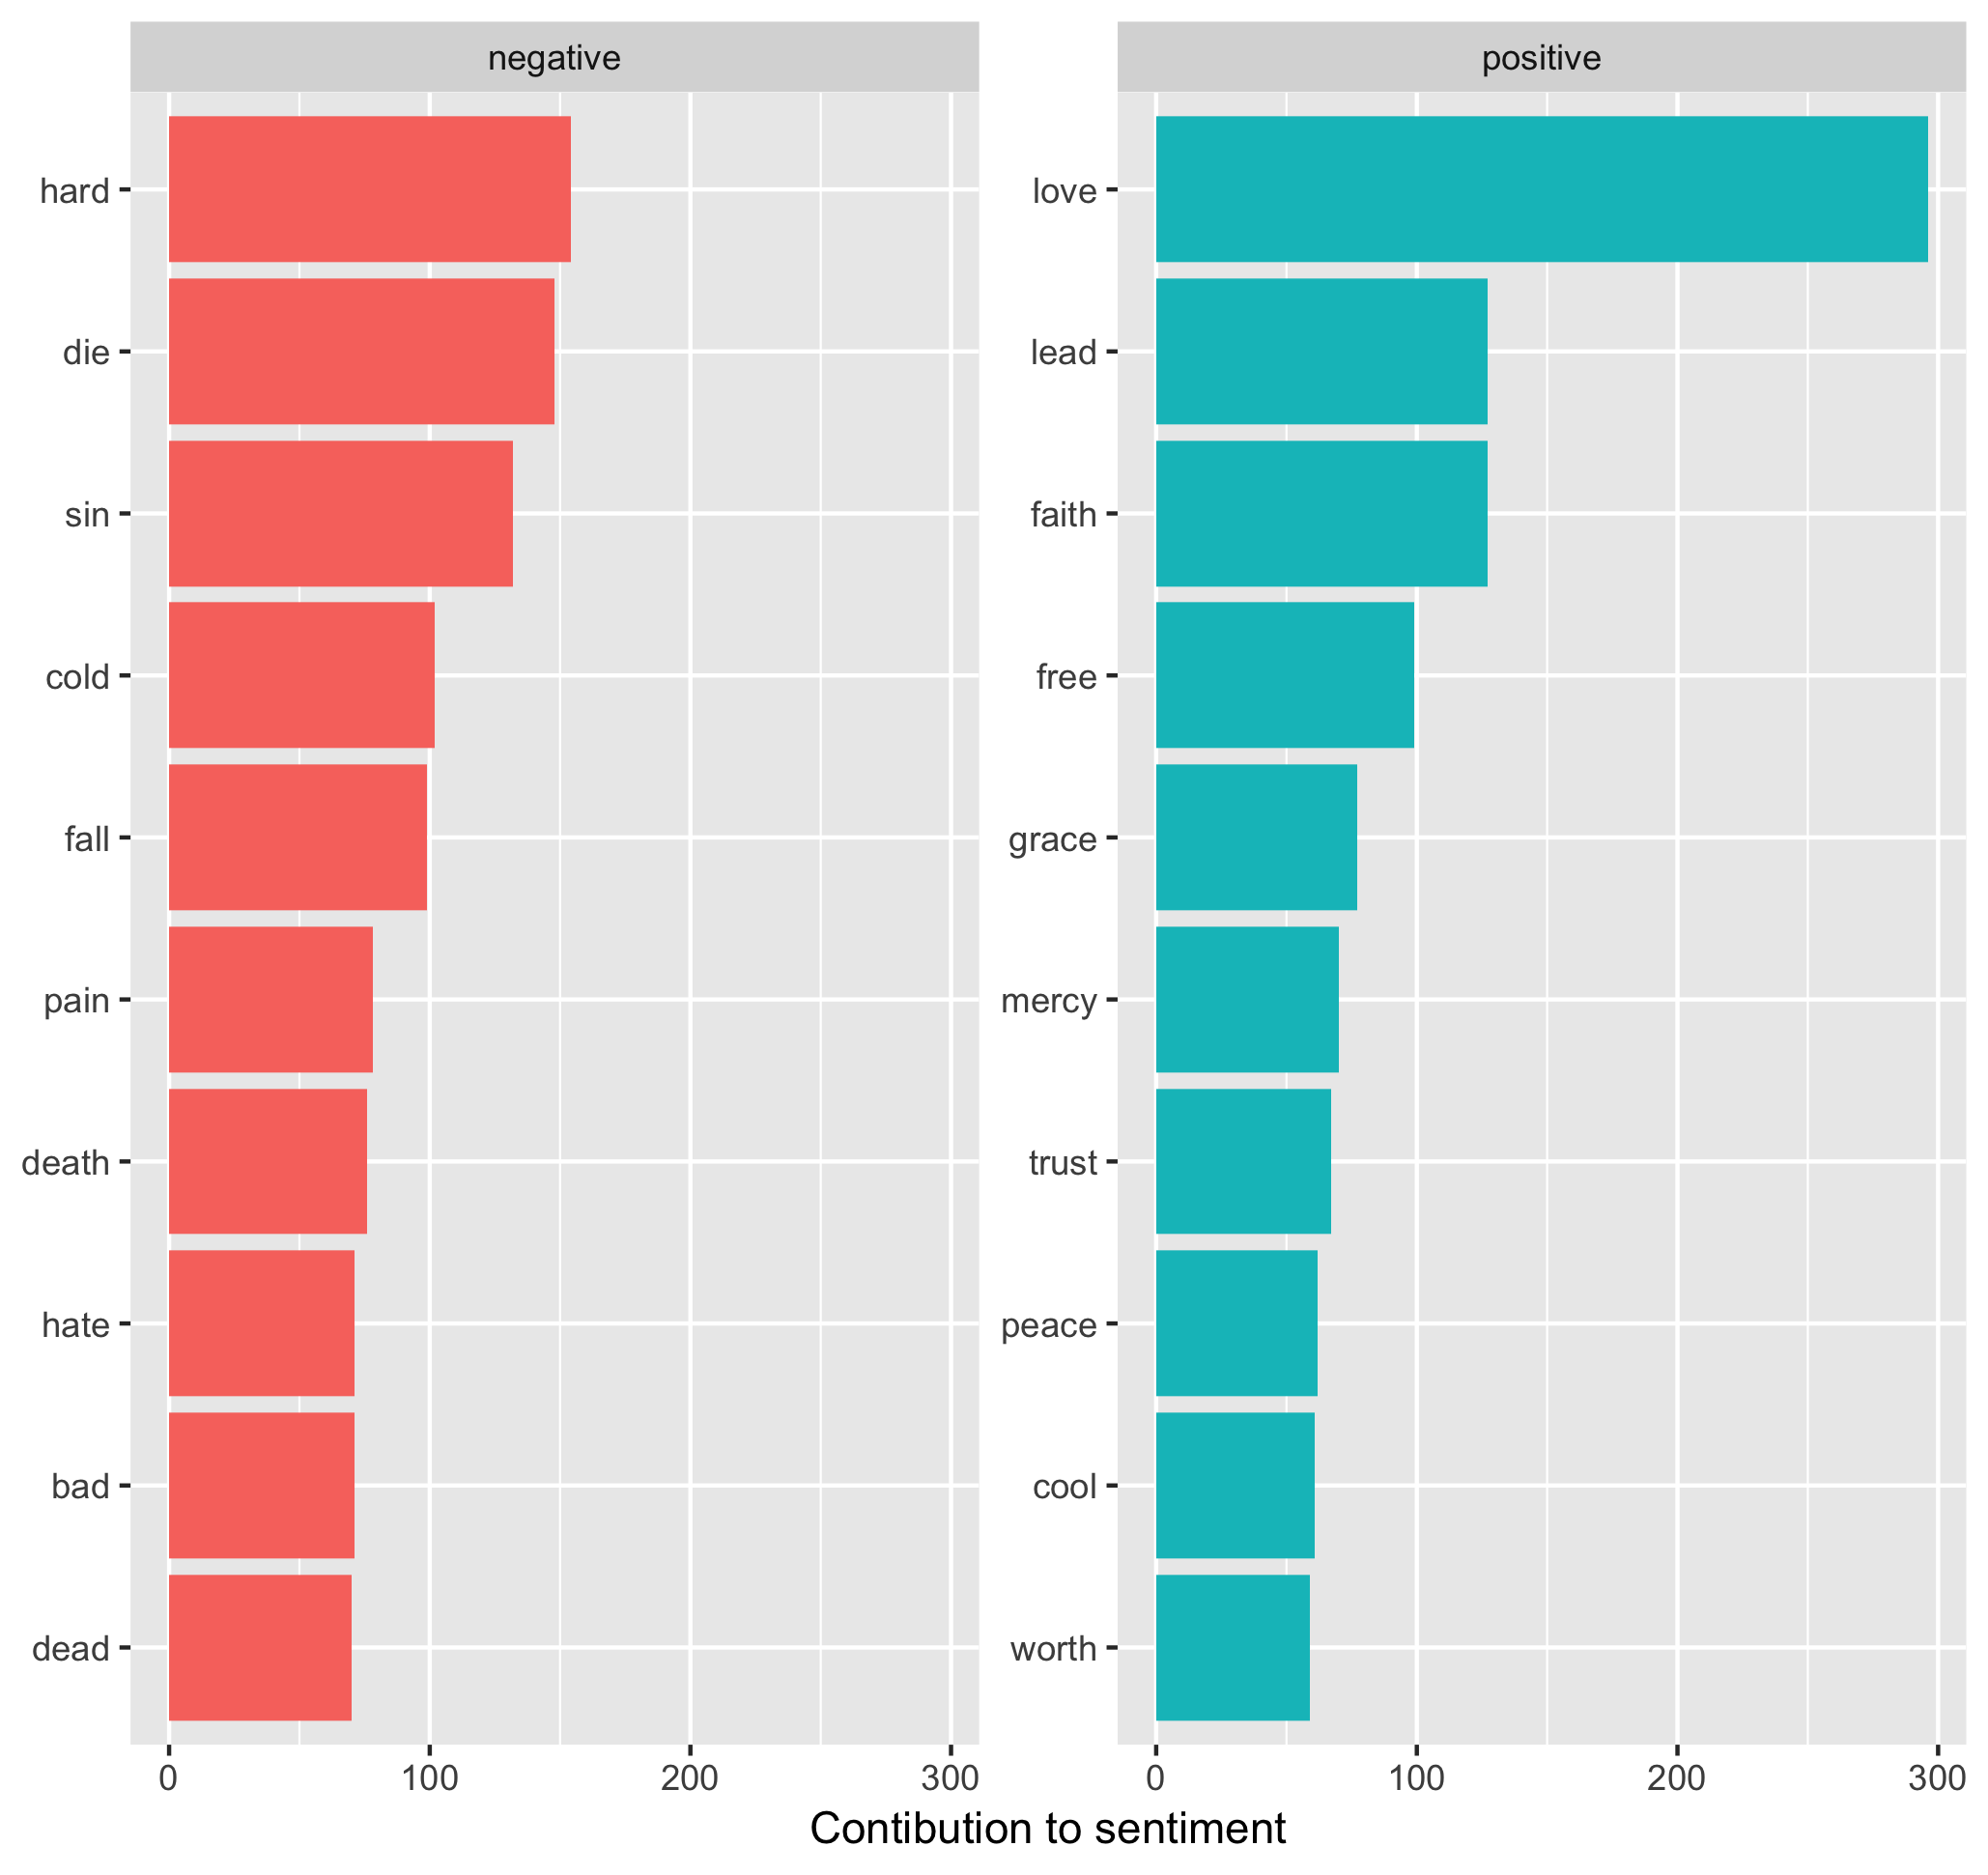 negative
positive
hard
die
sin
cold
fall
pain
death
hate
bad
dead
love
lead
faith
free
grace
mercy
trust
peace
cool
worth
0 100 200 300
0 100 200 300
Contibution to sentiment